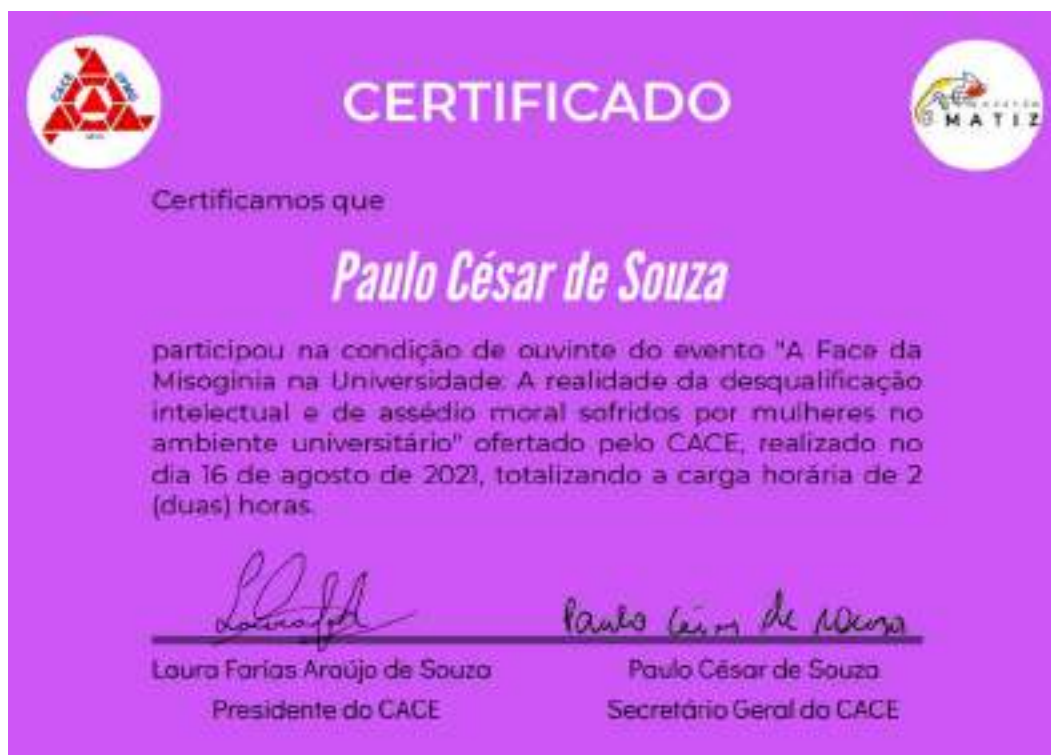 CACE UFMG
CERTIFICADO
MATIZ
Certificamos que
Paulo César de Souza
participou na condição de ouvinte do evento "A Face da
Misoginia na Universidade: A realidade da desqualificação
intelectual e de assédio moral sofridos por mulheres no
ambiente universitário" ofertado pelo CACE, realizado no
dia 16 de agosto de 2021, totalizando a carga horária de 2
(duas) horas.
Paulo César de Souza
Laura Farias Araújo de Souza
Paulo César de Souza
Presidente do CACE
Secretário Geral do CACE